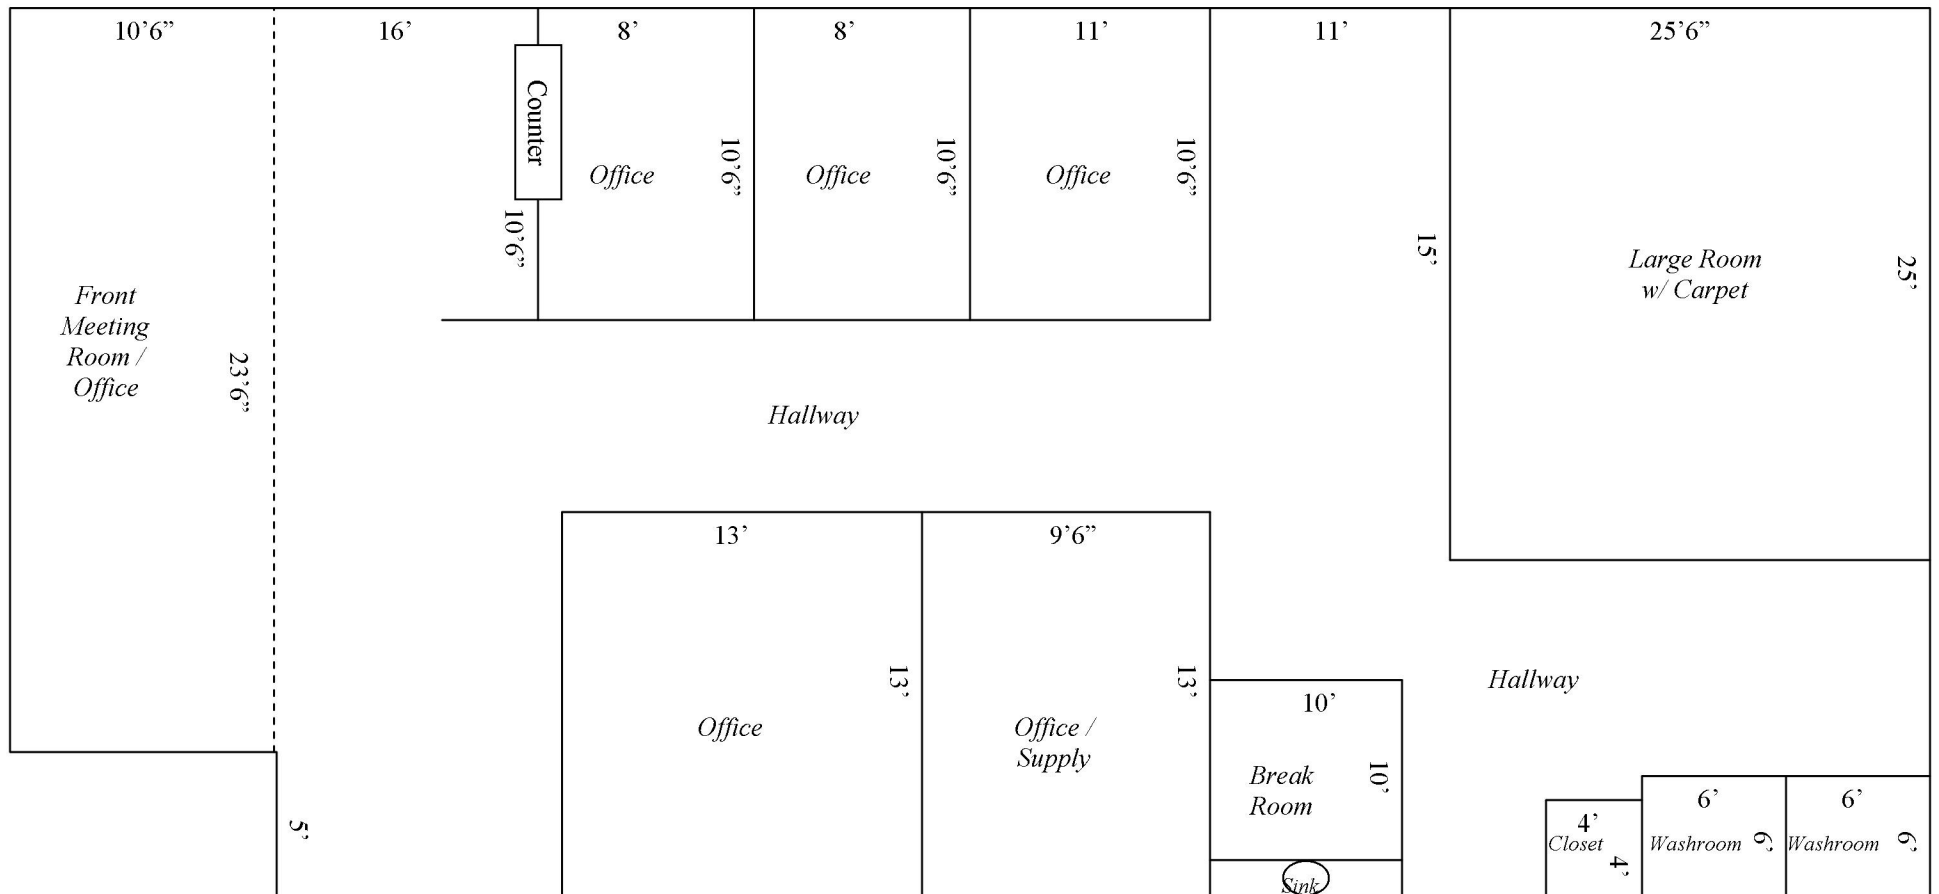 10’6”
16’
8’
8’
11’
11’
25’6”
Counter
10’6”
Office
10’6”
Office
10’6”
Office
10’6”
15’
Large Room
w/ Carpet
25’
Front
Meeting
Room /
Office
23’6”
Hallway
13’
9’6”
13’
13’
Office
Office /
Supply
Hallway
10’
Break
Room
10’
Sink
5’
4’
Closet
4’
6’
Washroom
6’
6’
Washroom
6’